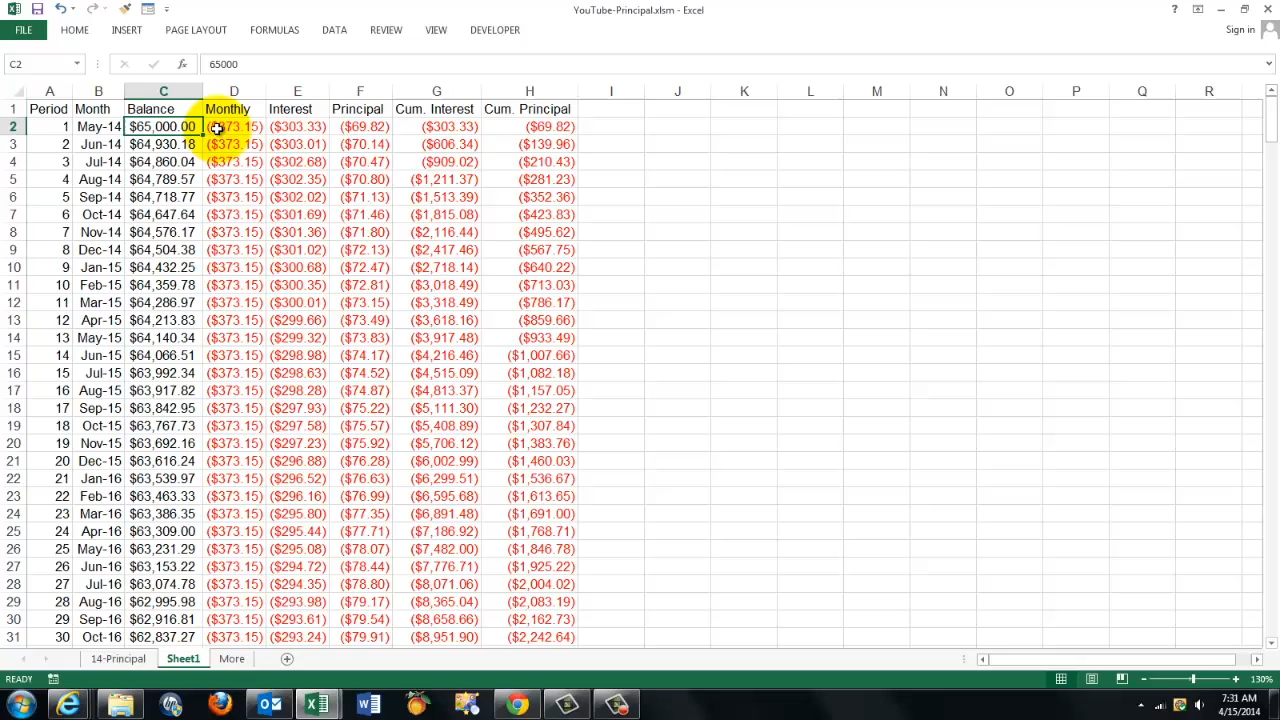 YouTube-Principal.xlsm - Excel
FILE HOME INSERT PAGE LAYOUT FORMULAS DATA REVIEW VIEW DEVELOPER Sign in
C2 fx 65000
A B C D E F G H I J K L M N O P Q R
1 Period Month Balance Monthly Interest Principal Cum. Interest Cum. Principal
2 1 May-14 $65,000.00 ($373.15) ($303.33) ($69.82) ($303.33) ($69.82)
3 2 Jun-14 $64,930.18 ($373.15) ($303.01) ($70.14) ($606.34) ($139.96)
4 3 Jul-14 $64,860.04 ($373.15) ($302.68) ($70.47) ($909.02) ($210.43)
5 4 Aug-14 $64,789.57 ($373.15) ($302.35) ($70.80) ($1,211.37) ($281.23)
6 5 Sep-14 $64,718.77 ($373.15) ($302.02) ($71.13) ($1,513.39) ($352.36)
7 6 Oct-14 $64,647.64 ($373.15) ($301.69) ($71.46) ($1,815.08) ($423.83)
8 7 Nov-14 $64,576.17 ($373.15) ($301.36) ($71.80) ($2,116.44) ($495.62)
9 8 Dec-14 $64,504.38 ($373.15) ($301.02) ($72.13) ($2,417.46) ($567.75)
10 9 Jan-15 $64,432.25 ($373.15) ($300.68) ($72.47) ($2,718.14) ($640.22)
11 10 Feb-15 $64,359.78 ($373.15) ($300.35) ($72.81) ($3,018.49) ($713.03)
12 11 Mar-15 $64,286.97 ($373.15) ($300.01) ($73.15) ($3,318.49) ($786.17)
13 12 Apr-15 $64,213.83 ($373.15) ($299.66) ($73.49) ($3,618.16) ($859.66)
14 13 May-15 $64,140.34 ($373.15) ($299.32) ($73.83) ($3,917.48) ($933.49)
15 14 Jun-15 $64,066.51 ($373.15) ($298.98) ($74.17) ($4,216.46) ($1,007.66)
16 15 Jul-15 $63,992.34 ($373.15) ($298.63) ($74.52) ($4,515.09) ($1,082.18)
17 16 Aug-15 $63,917.82 ($373.15) ($298.28) ($74.87) ($4,813.37) ($1,157.05)
18 17 Sep-15 $63,842.95 ($373.15) ($297.93) ($75.22) ($5,111.30) ($1,232.27)
19 18 Oct-15 $63,767.73 ($373.15) ($297.58) ($75.57) ($5,408.89) ($1,307.84)
20 19 Nov-15 $63,692.16 ($373.15) ($297.23) ($75.92) ($5,706.12) ($1,383.76)
21 20 Dec-15 $63,616.24 ($373.15) ($296.88) ($76.28) ($6,002.99) ($1,460.03)
22 21 Jan-16 $63,539.97 ($373.15) ($296.52) ($76.63) ($6,299.51) ($1,536.67)
23 22 Feb-16 $63,463.33 ($373.15) ($296.16) ($76.99) ($6,595.68) ($1,613.65)
24 23 Mar-16 $63,386.35 ($373.15) ($295.80) ($77.35) ($6,891.48) ($1,691.00)
25 24 Apr-16 $63,309.00 ($373.15) ($295.44) ($77.71) ($7,186.92) ($1,768.71)
26 25 May-16 $63,231.29 ($373.15) ($295.08) ($78.07) ($7,482.00) ($1,846.78)
27 26 Jun-16 $63,153.22 ($373.15) ($294.72) ($78.44) ($7,776.71) ($1,925.22)
28 27 Jul-16 $63,074.78 ($373.15) ($294.35) ($78.80) ($8,071.06) ($2,004.02)
29 28 Aug-16 $62,995.98 ($373.15) ($293.98) ($79.17) ($8,365.04) ($2,083.19)
30 29 Sep-16 $62,916.81 ($373.15) ($293.61) ($79.54) ($8,658.66) ($2,162.73)
31 30 Oct-16 $62,837.27 ($373.15) ($293.24) ($79.91) ($8,951.90) ($2,242.64)
14-Principal Sheet1 More
READY 130%
7:31 AM
4/15/2014